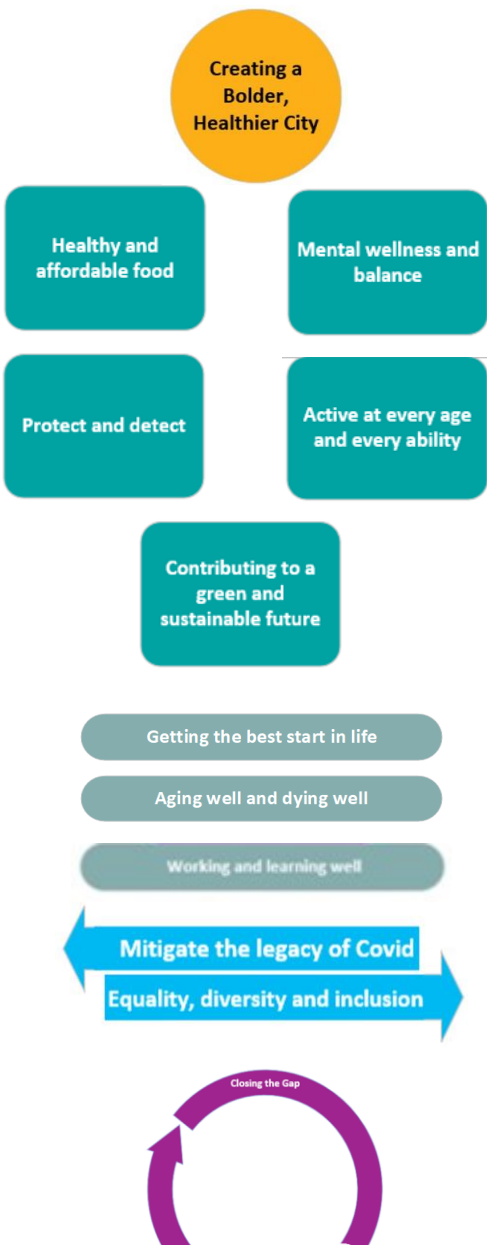 Creating a
Bolder,
Healthier City
Healthy and
affordable food
Mental wellness and
balance
Protect and detect
Active at every age
and every ability
Contributing to a
green and
sustainable future
Getting the best start in life
Aging well and dying well
Working and learning well
Mitigate the legacy of Covid
Equality, diversity and inclusion
Closing the Gap